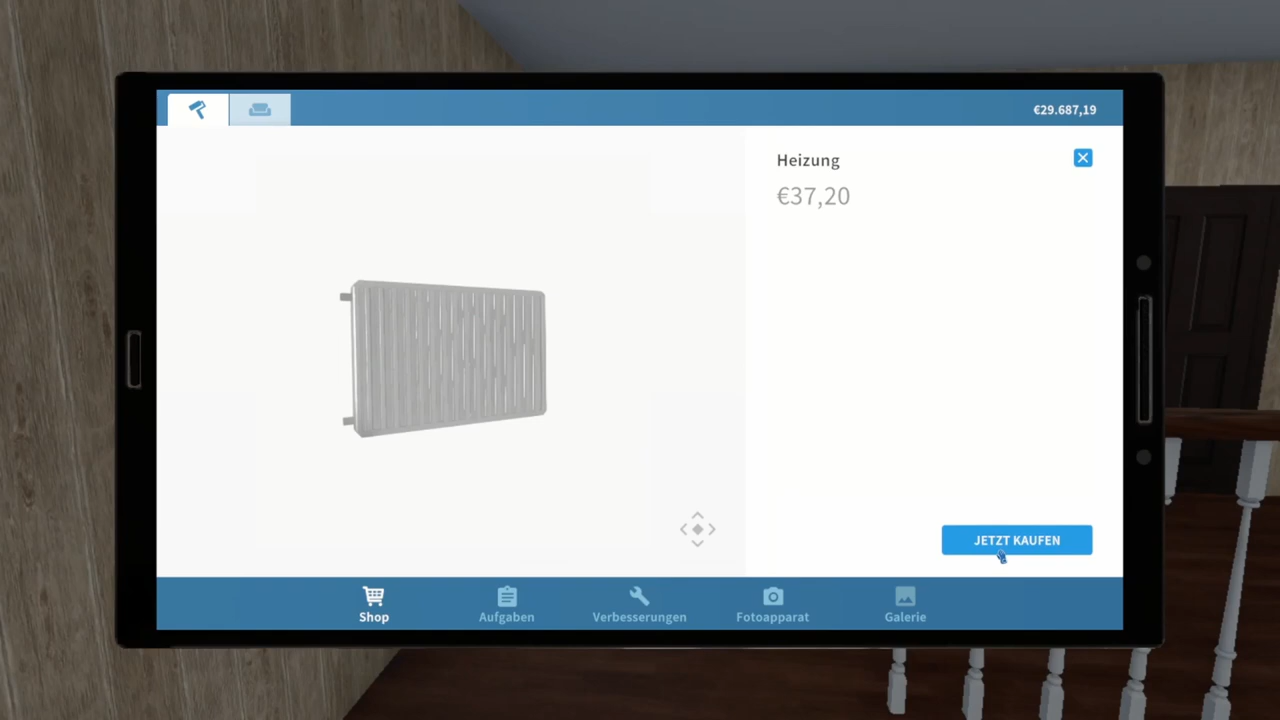 €29.687,19
Heizung
€37,20
JETZT KAUFEN
Shop
Aufgaben
Verbesserungen
Fotoapparat
Galerie